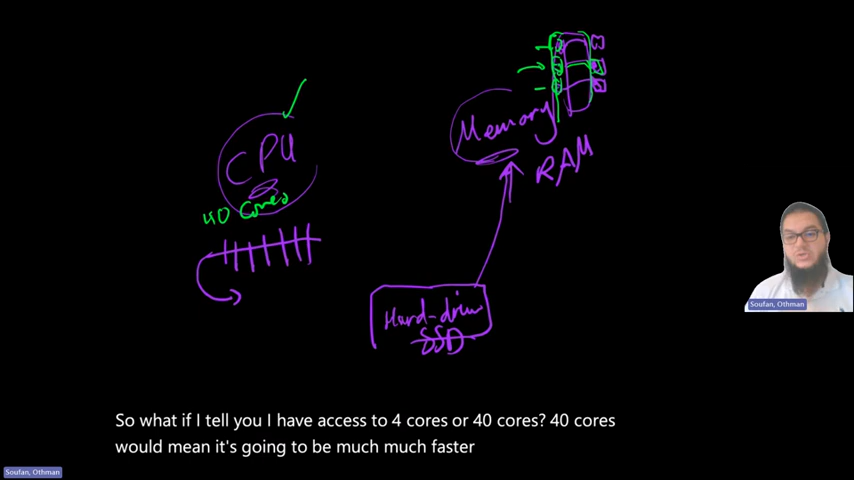 CPU
40 Cores
Memory
RAM
Hard-drive
SSD
Soufan, Othman
So what if I tell you I have access to 4 cores or 40 cores? 40 cores
would mean it's going to be much much faster
Soufan, Othman